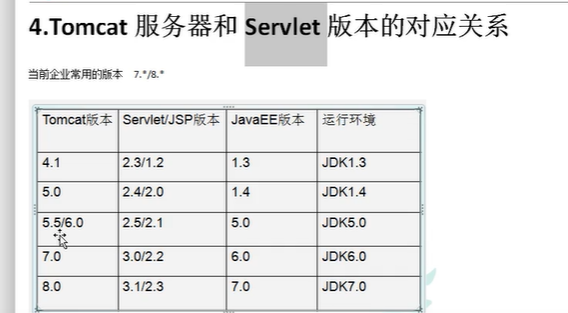 4.Tomcat 服务器和 Servlet 版本的对应关系
当前企业常用的版本 7.*/8.*
Tomcat版本 Servlet/JSP版本 JavaEE版本 运行环境
4.1 2.3/1.2 1.3 JDK1.3
5.0 2.4/2.0 1.4 JDK1.4
5.5/6.0 2.5/2.1 5.0 JDK5.0
7.0 3.0/2.2 6.0 JDK6.0
8.0 3.1/2.3 7.0 JDK7.0